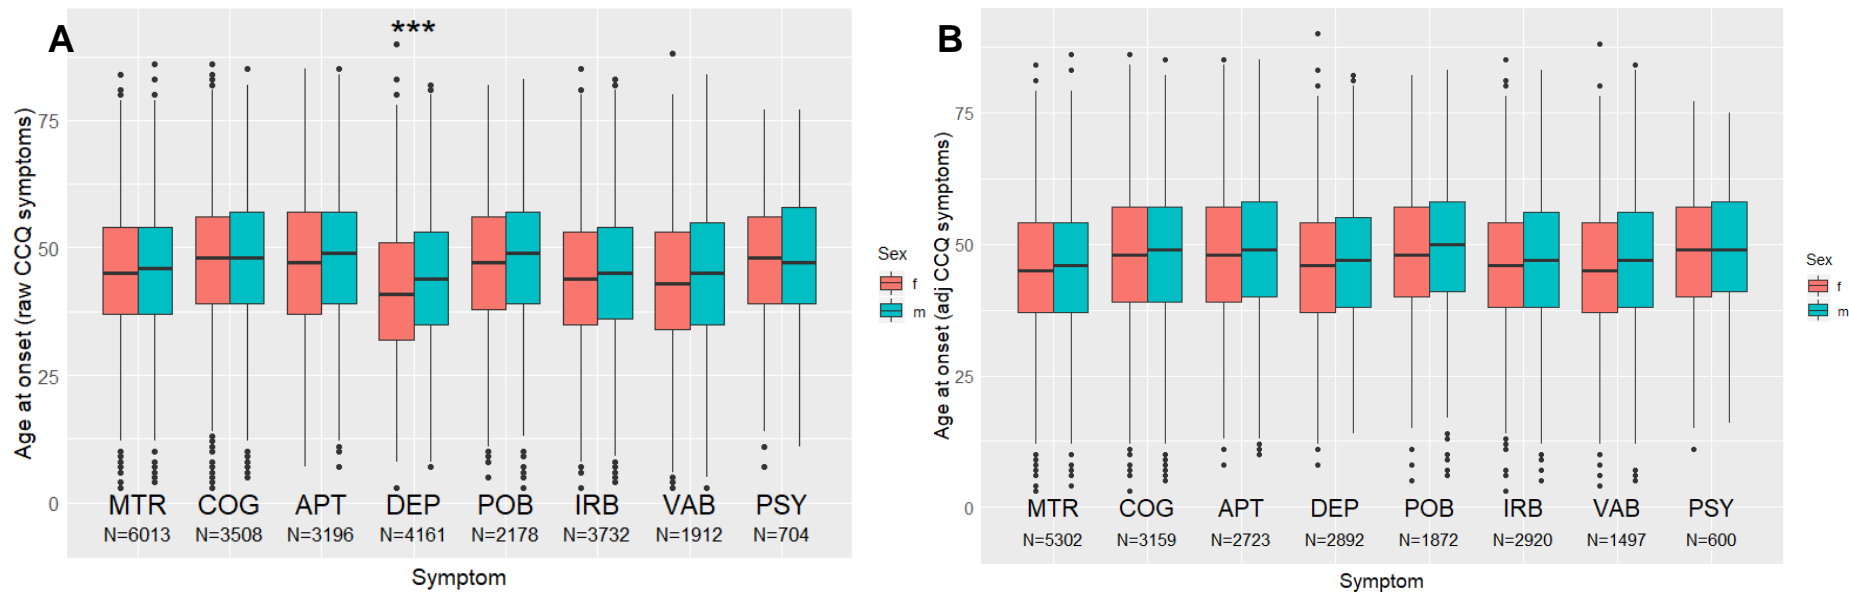 A
***
Age at onset (raw CCQ symptoms)
75
50
25
0
MTR COG APT DEP POB IRB VAB PSY
N=6013 N=3508 N=3196 N=4161 N=2178 N=3732 N=1912 N=704
Symptom
Sex
f
m
B
Age at onset (adj CCQ symptoms)
75
50
25
0
MTR COG APT DEP POB IRB VAB PSY
N=5302 N=3159 N=2723 N=2892 N=1872 N=2920 N=1497 N=600
Symptom
Sex
f
m